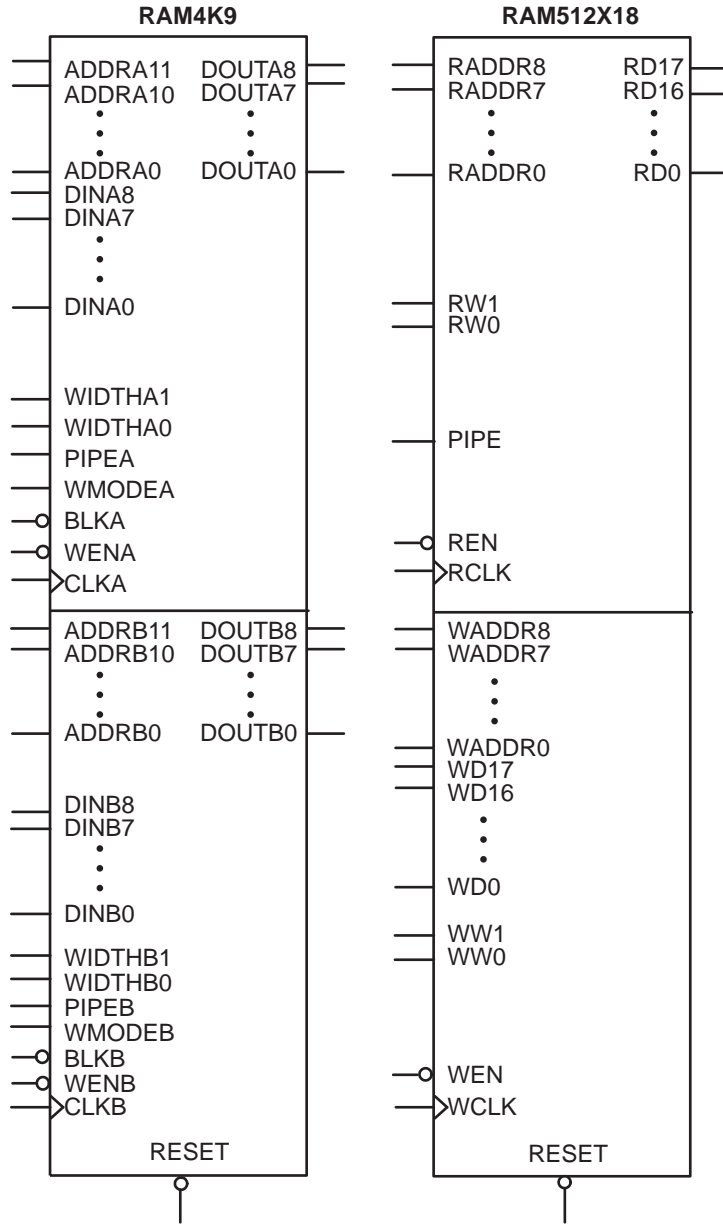 RAM4K9
ADDRA11 DOUTA8
ADDRA10 DOUTA7
ADDRA0 DOUTA0
DINA8
DINA7
DINA0
WIDTHA1
WIDTHA0
PIPEA
WMODEA
BLKA
WENA
CLKA
ADDRB11 DOUTB8
ADDRB10 DOUTB7
ADDRB0 DOUTB0
DINB8
DINB7
DINB0
WIDTHB1
WIDTHB0
PIPEB
WMODEB
BLKB
WENB
CLKB
RESET
RAM512X18
RADDR8 RD17
RADDR7 RD16
RADDR0 RD0
RW1
RW0
PIPE
REN
RCLK
WADDR8
WADDR7
WADDR0
WD17
WD16
WD0
WW1
WW0
WEN
WCLK
RESET